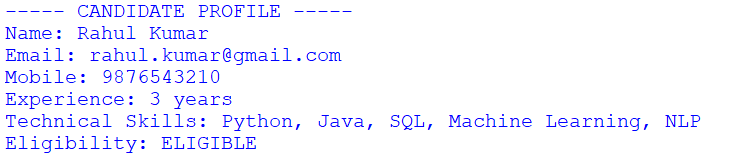 ----- CANDIDATE PROFILE -----
Name: Rahul Kumar
Email: rahul.kumar@gmail.com
Mobile: 9876543210
Experience: 3 years
Technical Skills: Python, Java, SQL, Machine Learning, NLP
Eligibility: ELIGIBLE